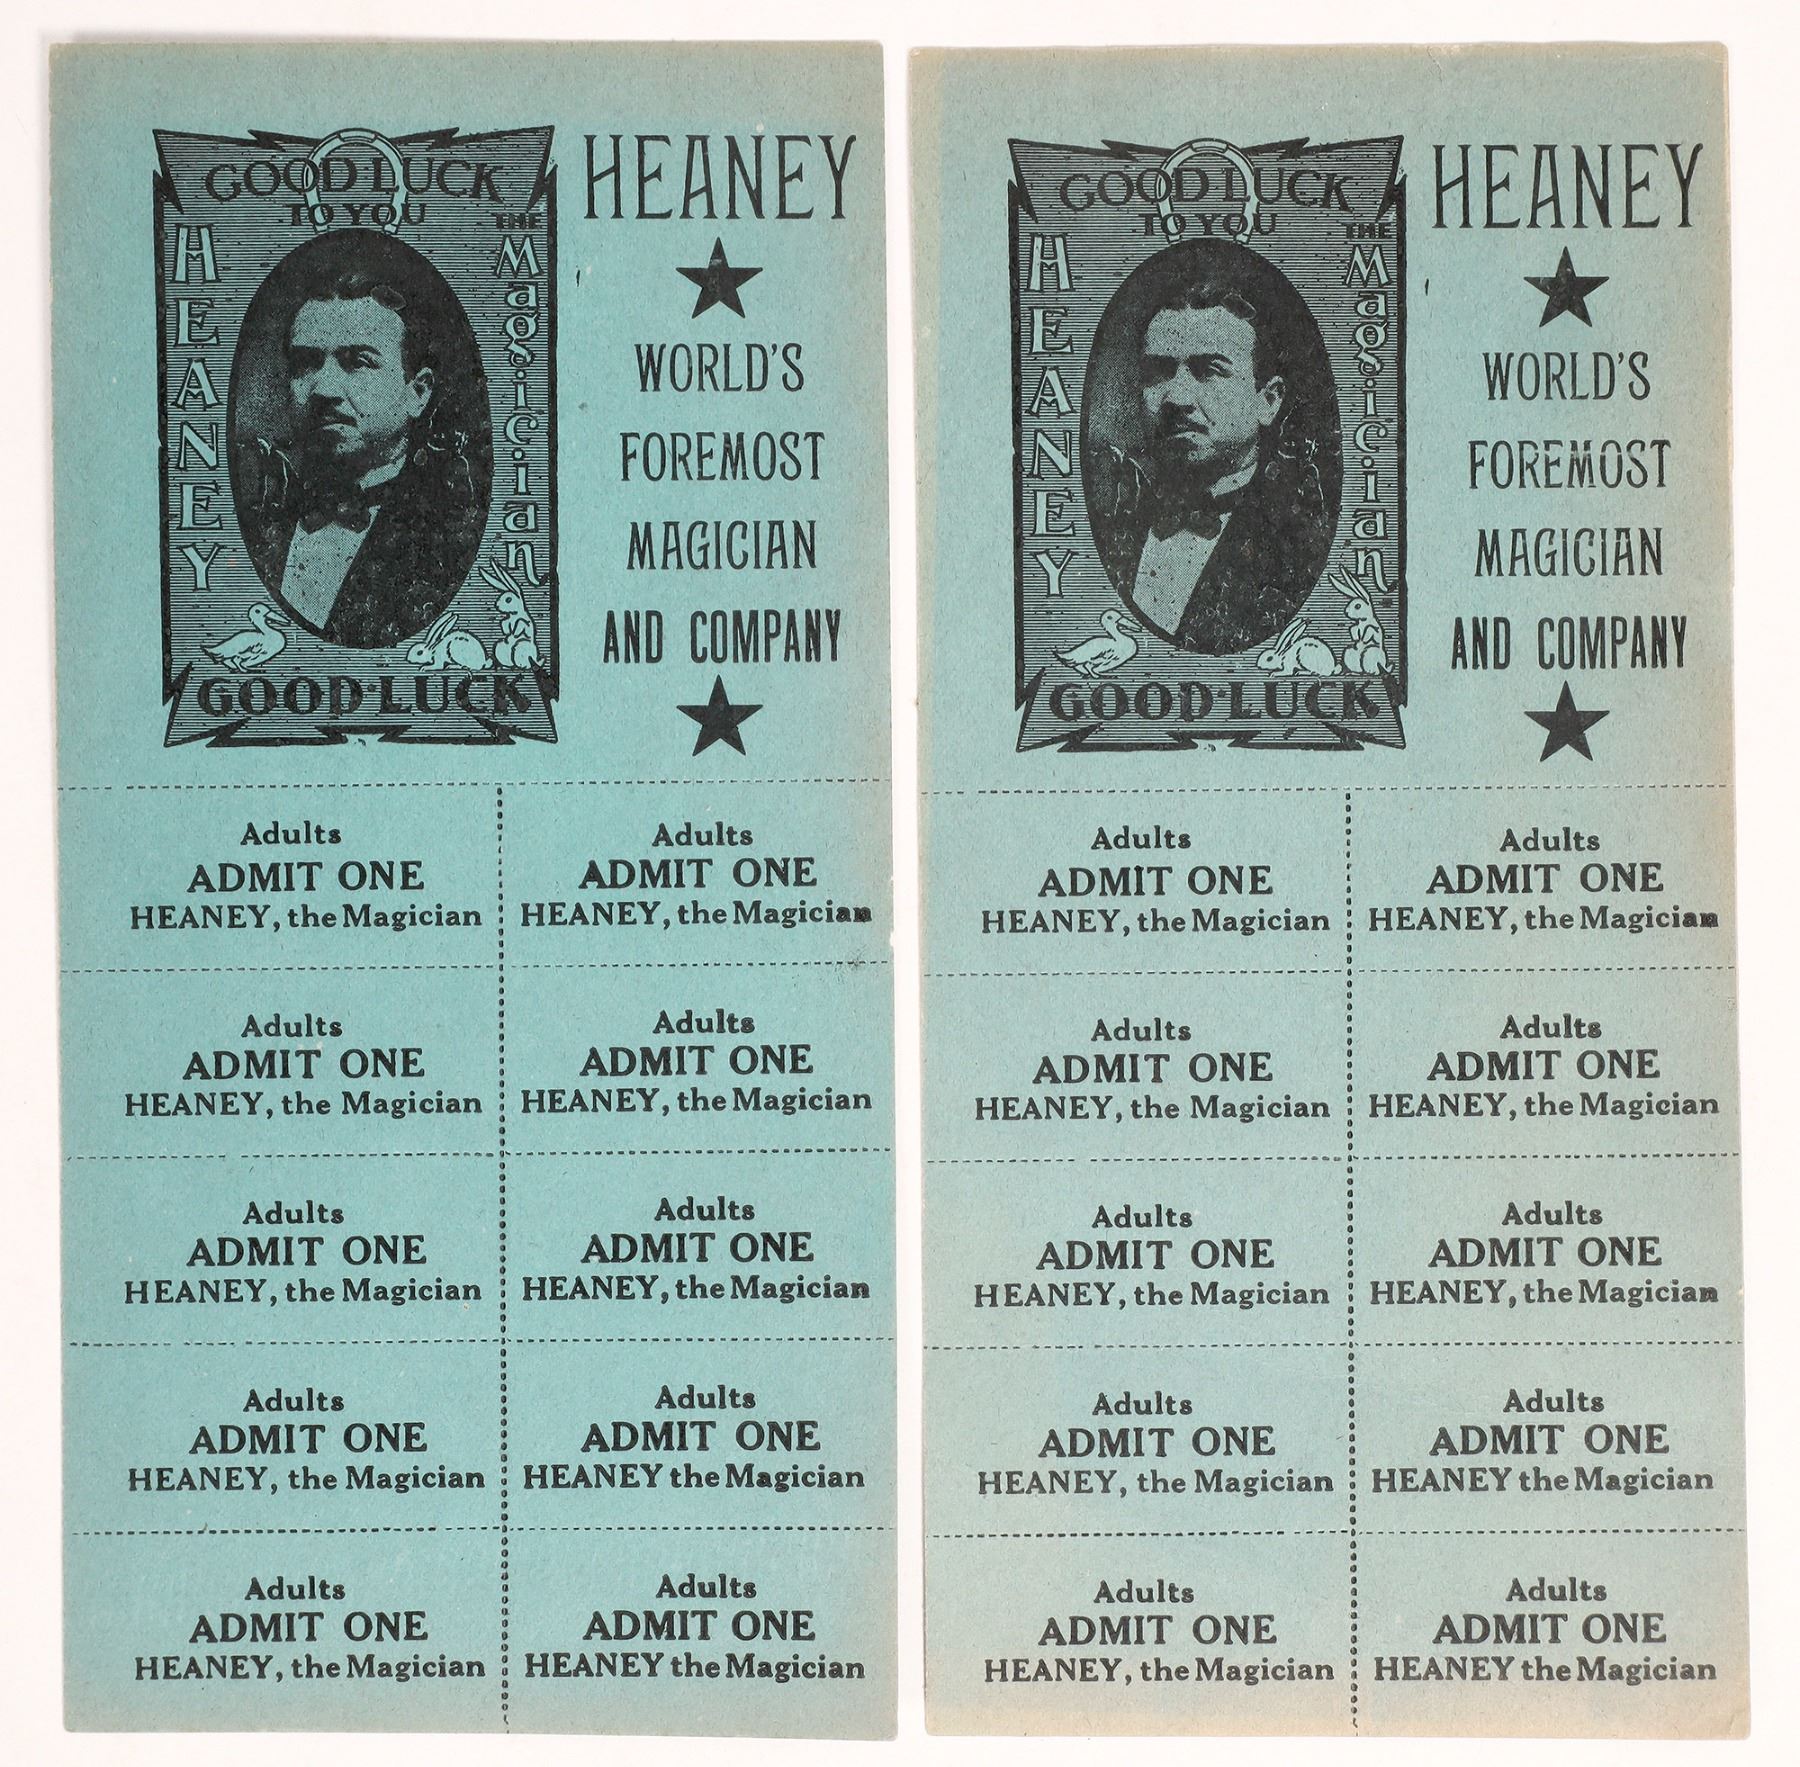 GOOD LUCK
TO YOU
HEANEY
THE Magician
GOOD·LUCK
HEANEY
WORLD'S
FOREMOST
MAGICIAN
AND COMPANY
Adults
ADMIT ONE
HEANEY, the Magician
Adults
ADMIT ONE
HEANEY, the Magician
Adults
ADMIT ONE
HEANEY, the Magician
Adults
ADMIT ONE
HEANEY, the Magician
Adults
ADMIT ONE
HEANEY, the Magician
Adults
ADMIT ONE
HEANEY, the Magician
Adults
ADMIT ONE
HEANEY, the Magician
Adults
ADMIT ONE
HEANEY the Magician
Adults
ADMIT ONE
HEANEY, the Magician
Adults
ADMIT ONE
HEANEY the Magician
GOOD LUCK
TO YOU
HEANEY
THE Magician
GOOD·LUCK
HEANEY
WORLD'S
FOREMOST
MAGICIAN
AND COMPANY
Adults
ADMIT ONE
HEANEY, the Magician
Adults
ADMIT ONE
HEANEY, the Magician
Adults
ADMIT ONE
HEANEY, the Magician
Adults
ADMIT ONE
HEANEY, the Magician
Adults
ADMIT ONE
HEANEY, the Magician
Adults
ADMIT ONE
HEANEY, the Magician
Adults
ADMIT ONE
HEANEY, the Magician
Adults
ADMIT ONE
HEANEY the Magician
Adults
ADMIT ONE
HEANEY, the Magician
Adults
ADMIT ONE
HEANEY the Magician